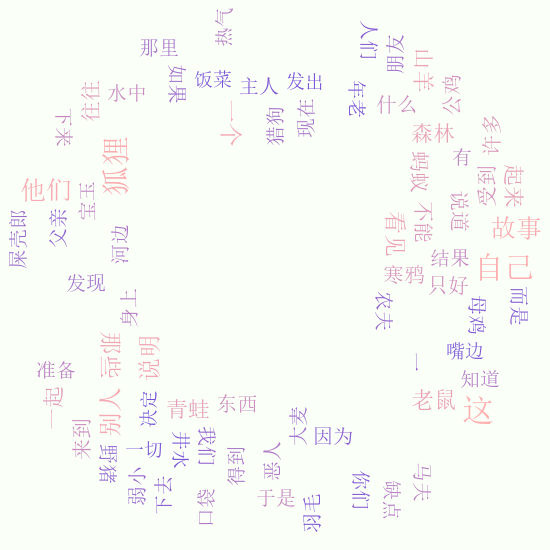 热气
那里
人们
朋友
如果
饭菜
主人
发出
山羊
往往
水中
年老
公鸡
什么
一个
猎狗
现在
下来
森林
许多
狐狸
蚂蚁
有
受到
起来
他们
宝玉
说道
父亲
不能
看见
故事
屎壳郎
河边
结果
自己
寒鸦
只好
发现
身上
农夫
母鸡
而是
那些
说明
嘴边
一
准备
知道
一起
别人
决定
青蛙
东西
老鼠
这
来到
大麦
因为
野猪
一切
井水
我们
得到
恶人
弱小
下去
口袋
于是
羽毛
你们
缺点
马夫